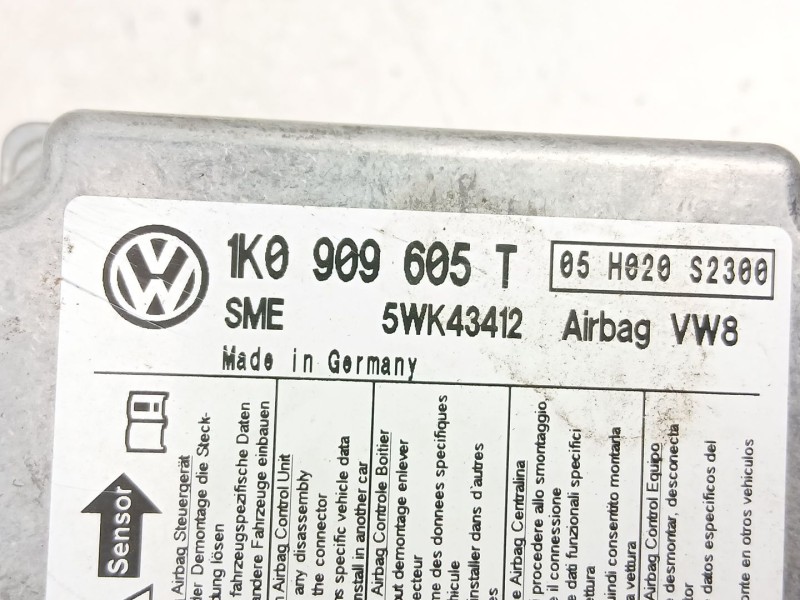 1K0 909 605 T
05 H020 S2300
SME 5WK43412 Airbag VW8
Made in Germany
Sensor
Airbag Steuergerät
Demontage die Steck-
lösen
fahrzeugspezifische Daten
andere Fahrzeuge einbauen
Airbag Control Unit
any disassembly
the connector
specific vehicle data
install in another car
Airbag Controle Boitier
demontage enlever
des donnees specifiques
installer dans d'autres
Airbag Centralina
procedere allo smontaggio,
il connessione
dati funzionali specifici
consentito montarla
vettura
Airbag Control Equipo
desmontar, desconecta
datos especificos del
en otros vehiculos